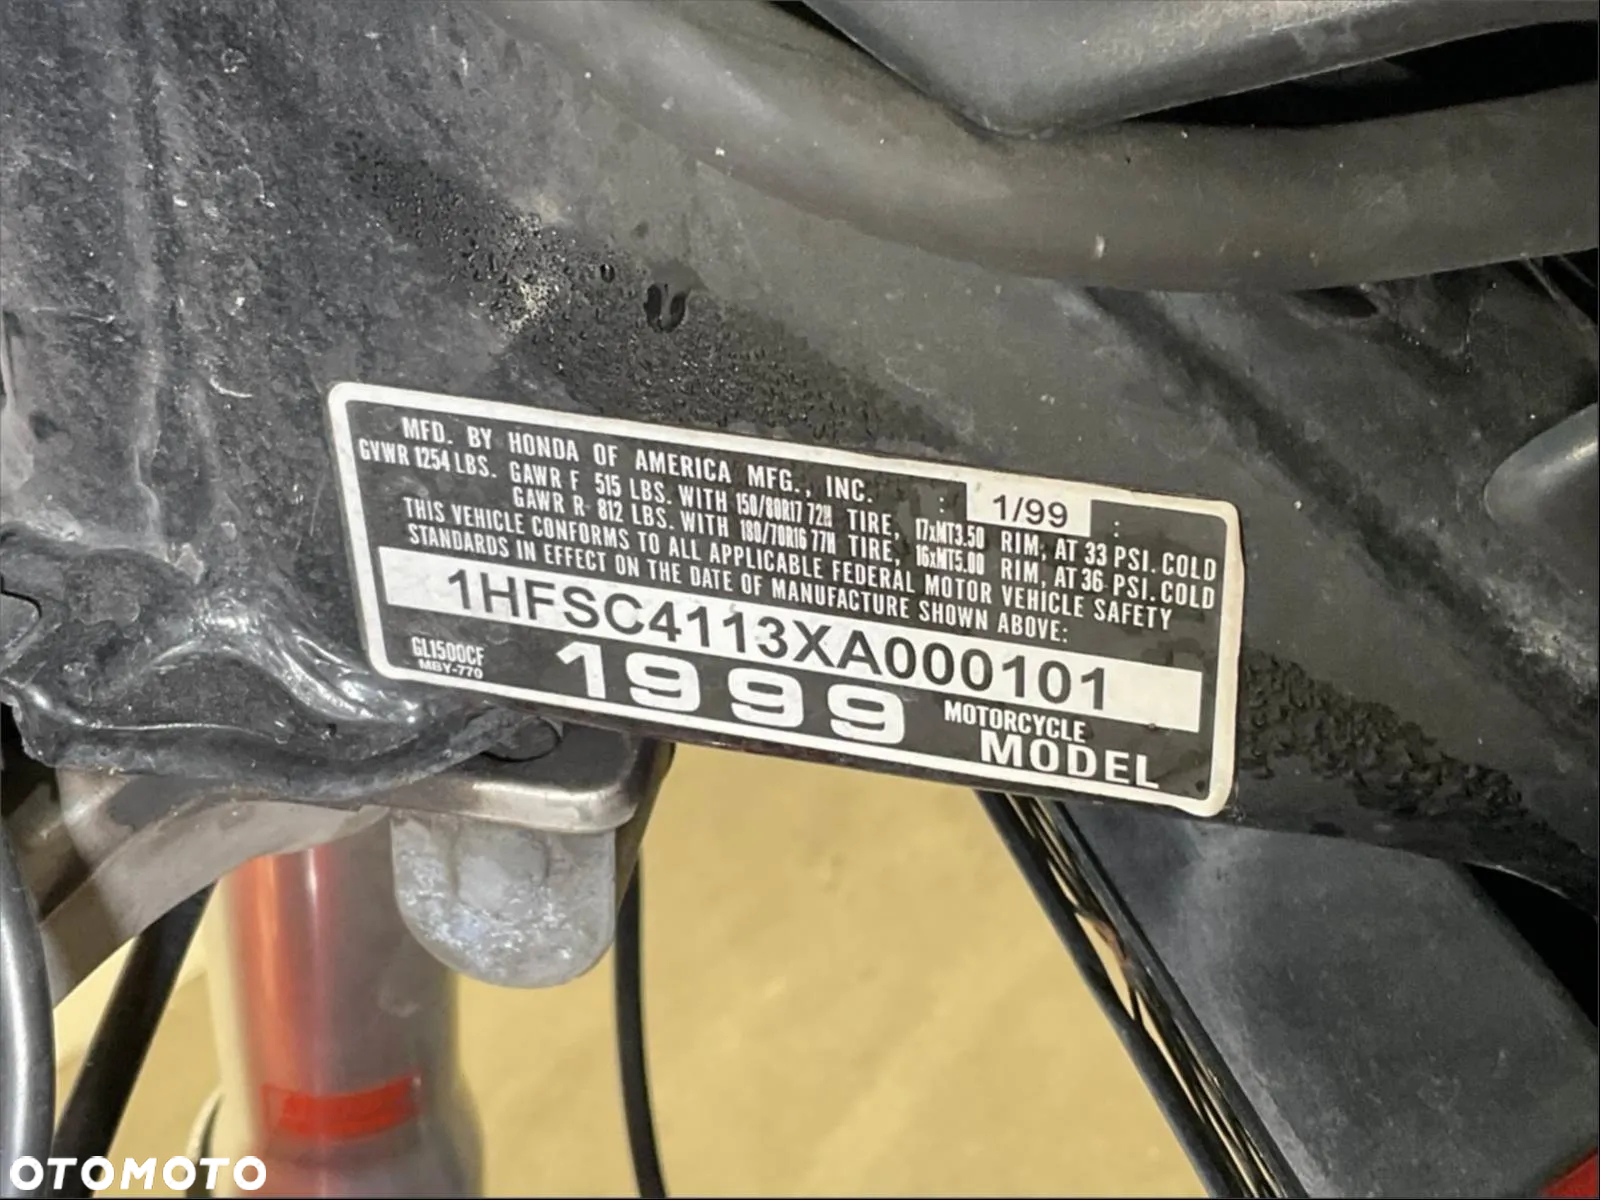 MFD. BY HONDA OF AMERICA MFG., INC. : 1/99 :
GVWR 1254 LBS. GAWR F 515 LBS. WITH 150/80R17 72H TIRE, 17xMT3.50 RIM, AT 33 PSI. COLD
GAWR R 812 LBS. WITH 180/70R16 77H TIRE, 16xMT5.00 RIM, AT 36 PSI. COLD
THIS VEHICLE CONFORMS TO ALL APPLICABLE FEDERAL MOTOR VEHICLE SAFETY
STANDARDS IN EFFECT ON THE DATE OF MANUFACTURE SHOWN ABOVE:
1HFSC4113XA000101
GL1500CF
MBY-770
1999
MOTORCYCLE
MODEL
OTOMOTO